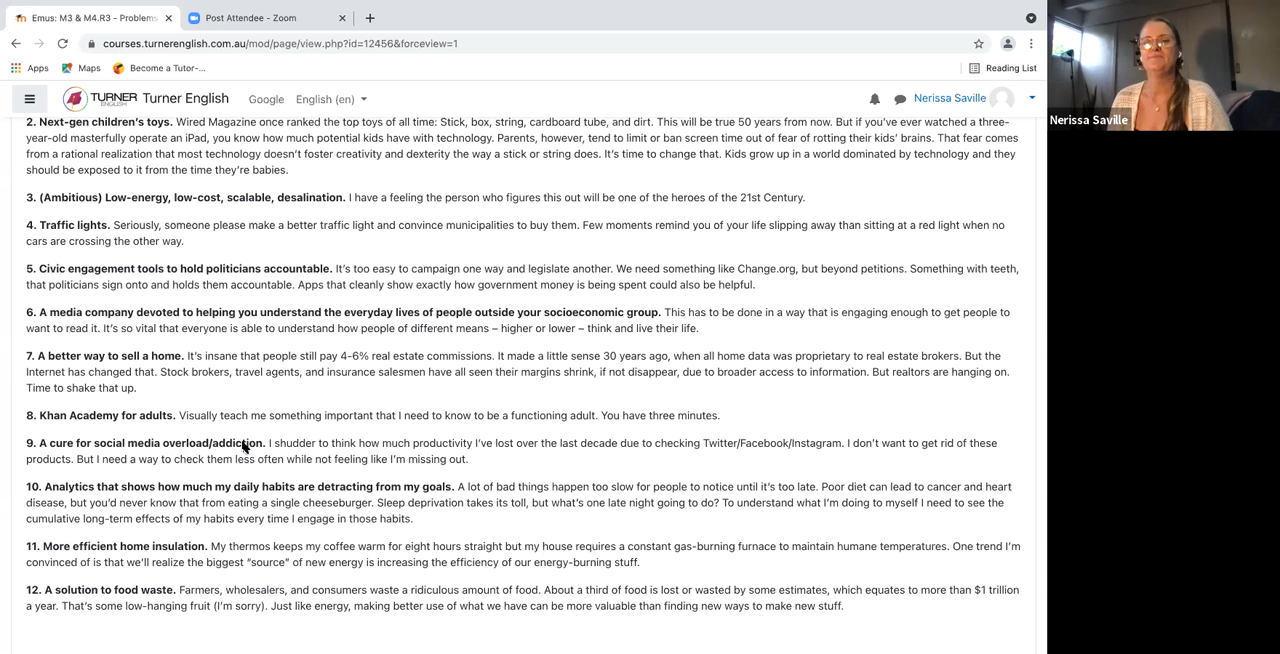 Emus: M3 & M4.R3 - Problems
Post Attendee - Zoom
courses.turnerenglish.com.au/mod/page/view.php?id=12456&forceview=1
Apps
Maps
Become a Tutor-...
Reading List
TURNER
ENGLISH
Turner English
Google
English (en)
Nerissa Saville
Nerissa Saville
2. Next-gen children's toys. Wired Magazine once ranked the top toys of all time: Stick, box, string, cardboard tube, and dirt. This will be true 50 years from now. But if you've ever watched a three-
year-old masterfully operate an iPad, you know how much potential kids have with technology. Parents, however, tend to limit or ban screen time out of fear of rotting their kids' brains. That fear comes
from a rational realization that most technology doesn't foster creativity and dexterity the way a stick or string does. It's time to change that. Kids grow up in a world dominated by technology and they
should be exposed to it from the time they're babies.
3. (Ambitious) Low-energy, low-cost, scalable, desalination. I have a feeling the person who figures this out will be one of the heroes of the 21st Century.
4. Traffic lights. Seriously, someone please make a better traffic light and convince municipalities to buy them. Few moments remind you of your life slipping away than sitting at a red light when no
cars are crossing the other way.
5. Civic engagement tools to hold politicians accountable. It's too easy to campaign one way and legislate another. We need something like Change.org, but beyond petitions. Something with teeth,
that politicians sign onto and holds them accountable. Apps that cleanly show exactly how government money is being spent could also be helpful.
6. A media company devoted to helping you understand the everyday lives of people outside your socioeconomic group. This has to be done in a way that is engaging enough to get people to
want to read it. It's so vital that everyone is able to understand how people of different means – higher or lower – think and live their life.
7. A better way to sell a home. It's insane that people still pay 4-6% real estate commissions. It made a little sense 30 years ago, when all home data was proprietary to real estate brokers. But the
Internet has changed that. Stock brokers, travel agents, and insurance salesmen have all seen their margins shrink, if not disappear, due to broader access to information. But realtors are hanging on.
Time to shake that up.
8. Khan Academy for adults. Visually teach me something important that I need to know to be a functioning adult. You have three minutes.
9. A cure for social media overload/addiction. I shudder to think how much productivity I've lost over the last decade due to checking Twitter/Facebook/Instagram. I don't want to get rid of these
products. But I need a way to check them less often while not feeling like I'm missing out.
10. Analytics that shows how much my daily habits are detracting from my goals. A lot of bad things happen too slow for people to notice until it's too late. Poor diet can lead to cancer and heart
disease, but you'd never know that from eating a single cheeseburger. Sleep deprivation takes its toll, but what's one late night going to do? To understand what I'm doing to myself I need to see the
cumulative long-term effects of my habits every time I engage in those habits.
11. More efficient home insulation. My thermos keeps my coffee warm for eight hours straight but my house requires a constant gas-burning furnace to maintain humane temperatures. One trend I'm
convinced of is that we'll realize the biggest "source" of new energy is increasing the efficiency of our energy-burning stuff.
12. A solution to food waste. Farmers, wholesalers, and consumers waste a ridiculous amount of food. About a third of food is lost or wasted by some estimates, which equates to more than $1 trillion
a year. That's some low-hanging fruit (I'm sorry). Just like energy, making better use of what we have can be more valuable than finding new ways to make new stuff.